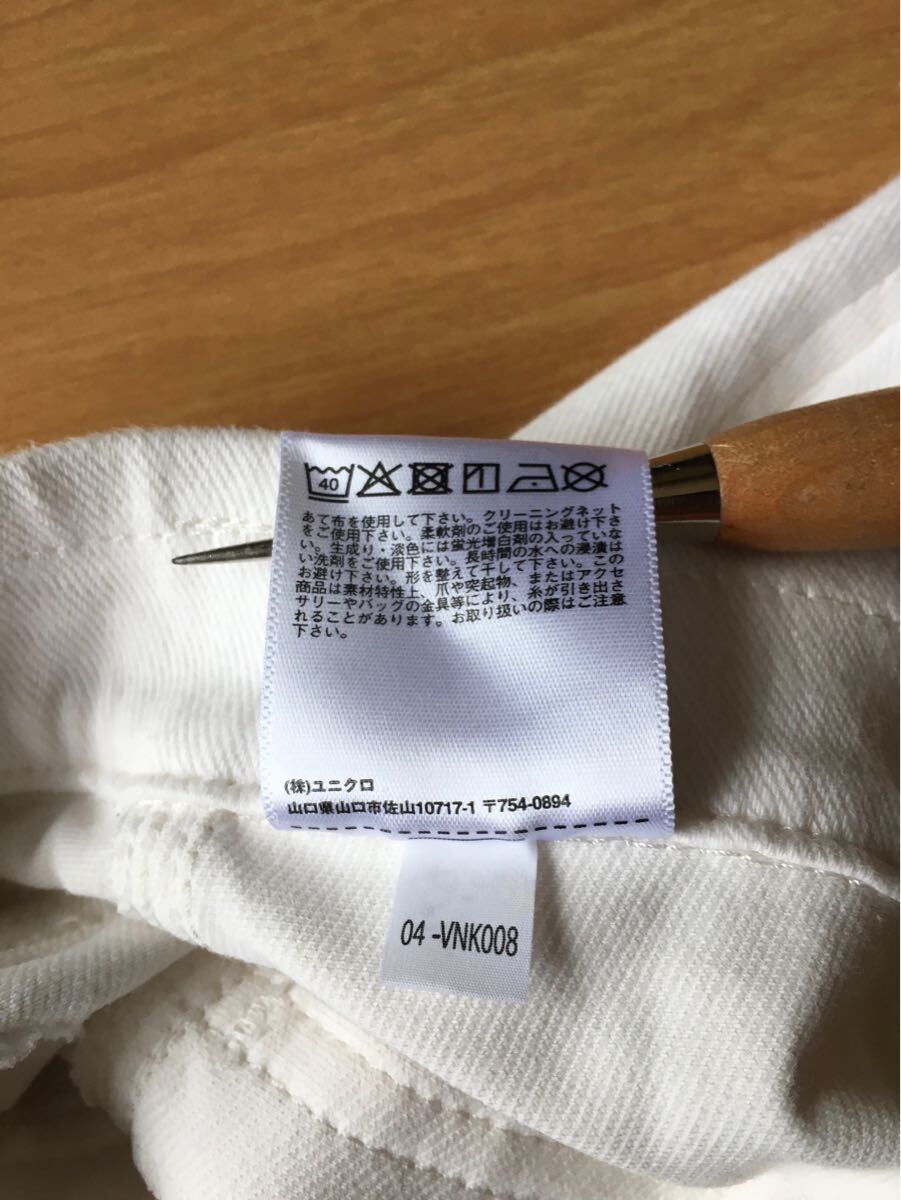 40
あて布を使用して下さい。クリーニングネット
をご使用下さい。柔軟剤のご使用はお避け下さ
い。生成り・淡色には蛍光増白剤の入っていな
い洗剤をご使用下さい。長時間の水への浸漬は
お避け下さい。形を整えて干して下さい。この
商品は素材特性上、爪や突起物、またはアクセ
サリーやバッグの金具等により、糸が引き出さ
れることがあります。お取り扱いの際はご注意
下さい。
(株)ユニクロ
山口県山口市佐山10717-1 〒754-0894
04 -VNK008